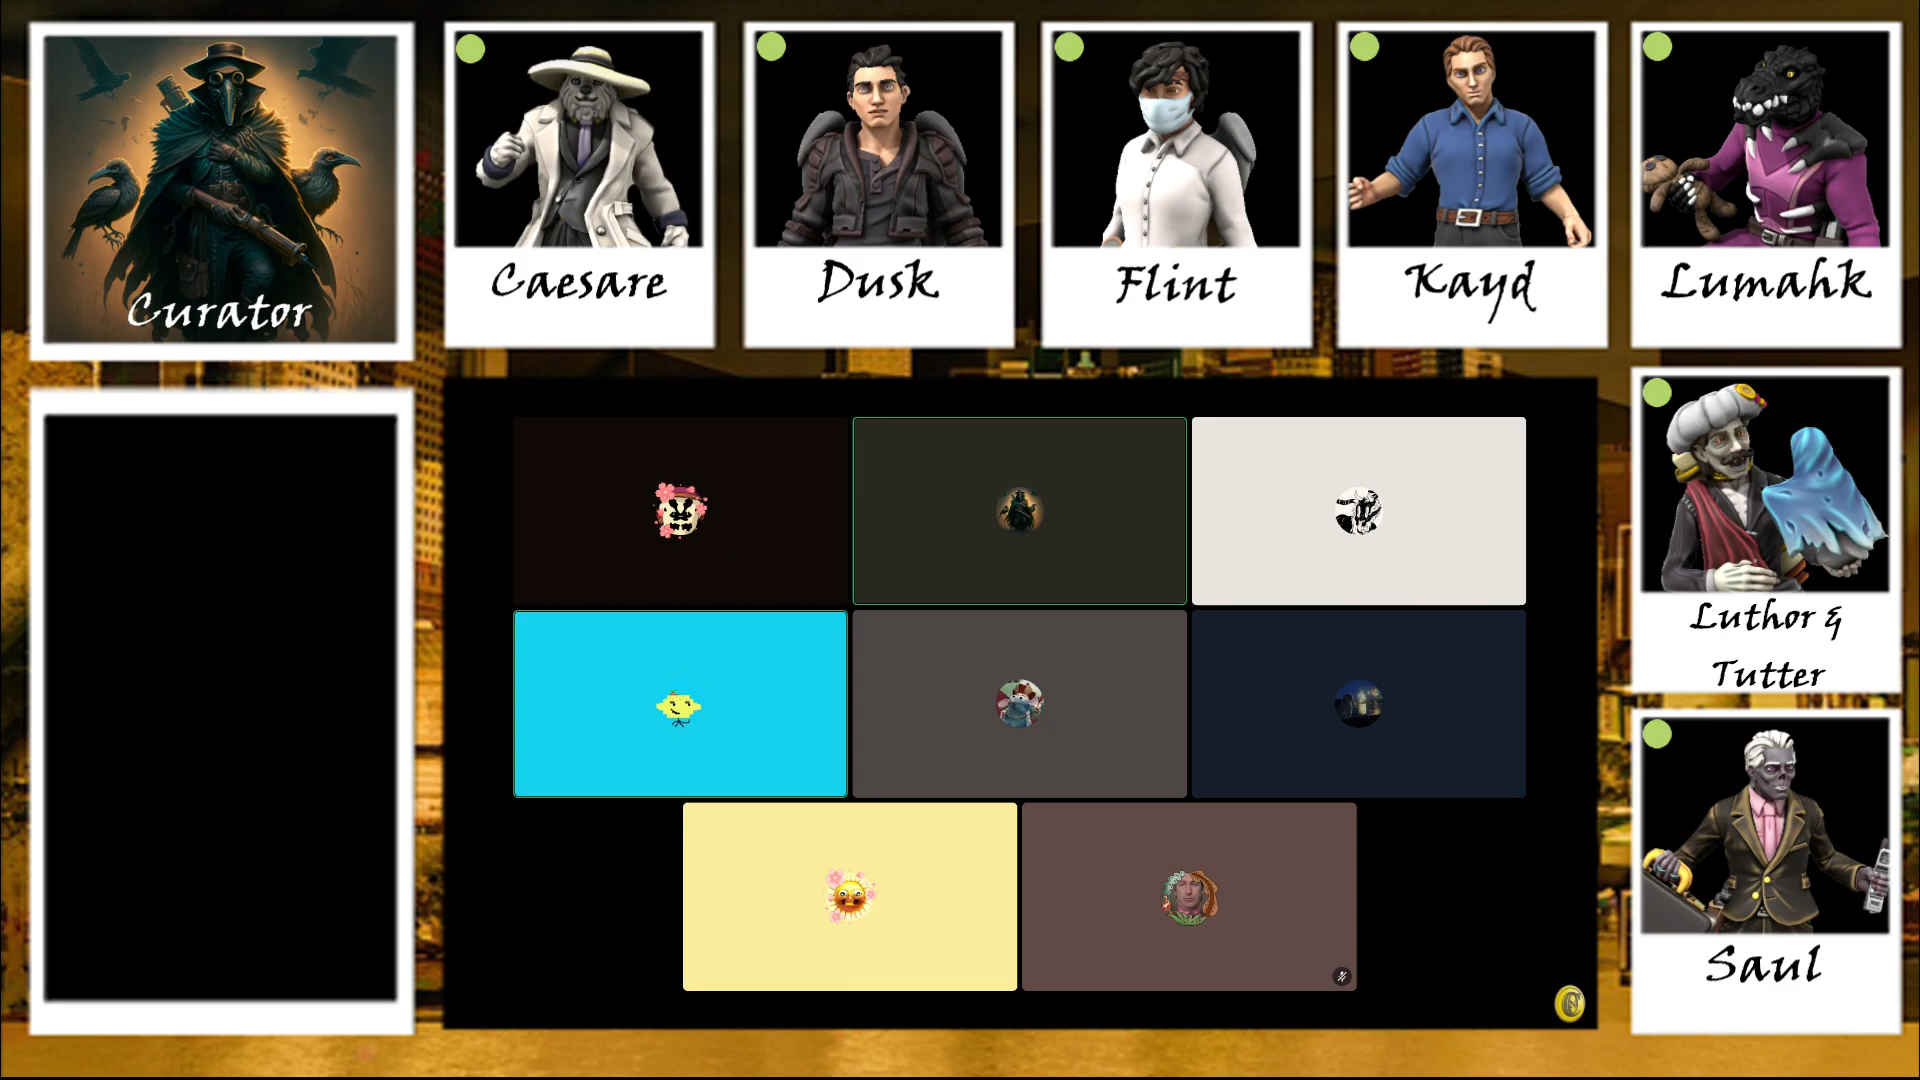 Curator
Caesare
Dusk
Flint
Kayd
Lumahk
Luthor &
Tutter
Saul